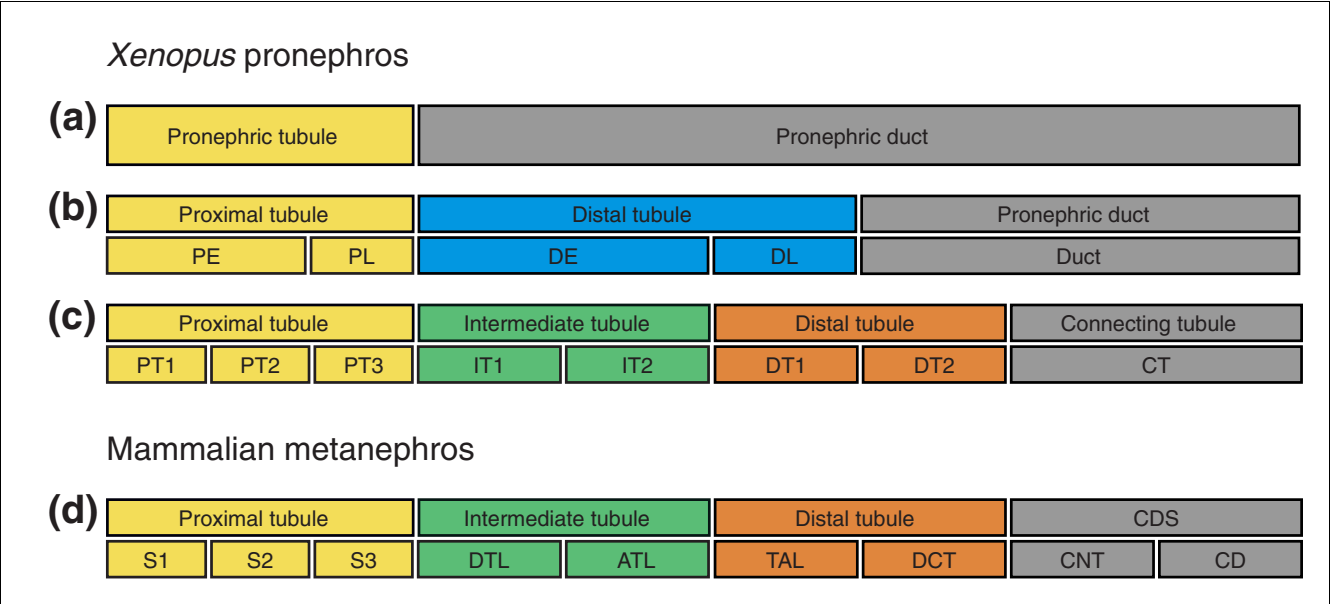 Xenopus pronephros
(a) Pronephric tubule Pronephric duct
(b) Proximal tubule Distal tubule Pronephric duct
PE PL DE DL Duct
(c) Proximal tubule Intermediate tubule Distal tubule Connecting tubule
PT1 PT2 PT3 IT1 IT2 DT1 DT2 CT
Mammalian metanephros
(d) Proximal tubule Intermediate tubule Distal tubule CDS
S1 S2 S3 DTL ATL TAL DCT CNT CD